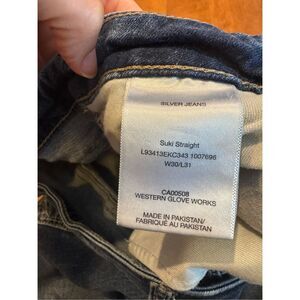 SILVER JEANS
Suki Straight
L93413EKC343 1007696
W30/L31
CA00508
WESTERN GLOVE WORKS
MADE IN PAKISTAN/
FABRIQUÉ AU PAKISTAN